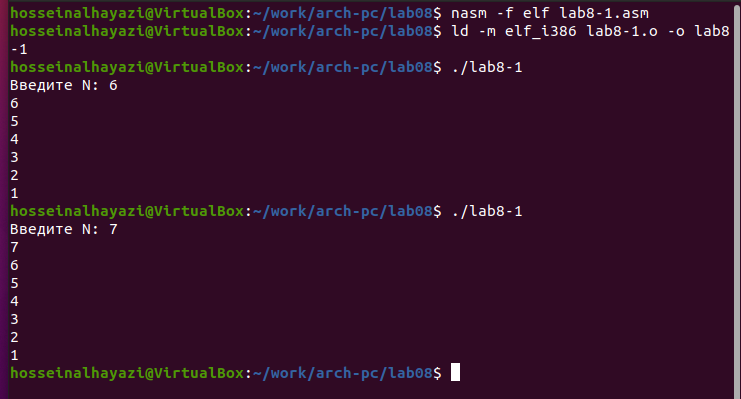 hosseinalhayazi@VirtualBox:~/work/arch-pc/lab08$ nasm -f elf lab8-1.asm
hosseinalhayazi@VirtualBox:~/work/arch-pc/lab08$ ld -m elf_i386 lab8-1.o -o lab8
-1
hosseinalhayazi@VirtualBox:~/work/arch-pc/lab08$ ./lab8-1
Введите N: 6
6
5
4
3
2
1
hosseinalhayazi@VirtualBox:~/work/arch-pc/lab08$ ./lab8-1
Введите N: 7
7
6
5
4
3
2
1
hosseinalhayazi@VirtualBox:~/work/arch-pc/lab08$